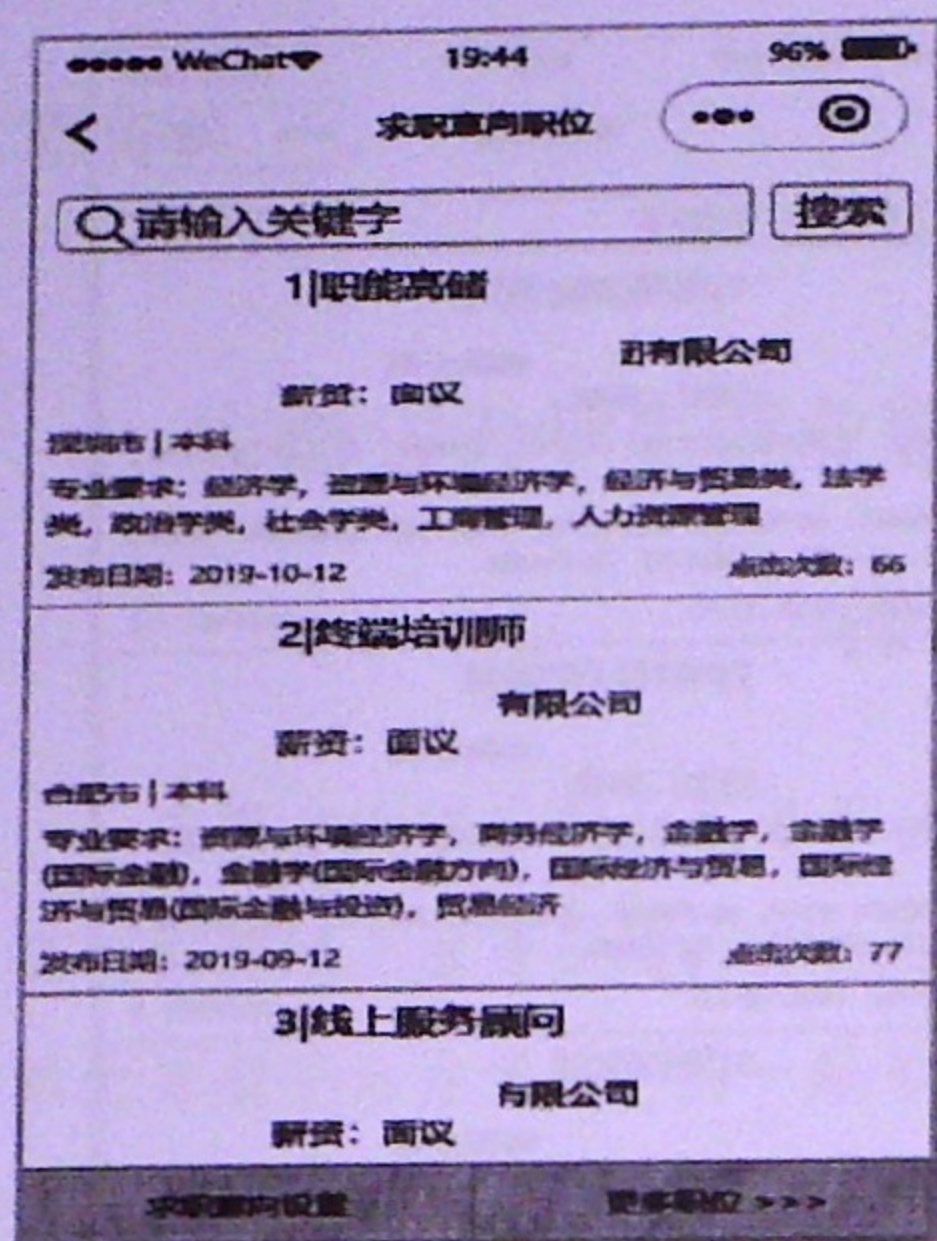 WeChat 19:44 96%
求职意向职位
请输入关键字 搜索
1|职能高储
团有限公司
薪资：面议
深圳市 | 本科
专业要求：经济学，资源与环境经济学，经济与贸易类，法学
类，政治学类，社会学类，工商管理，人力资源管理
发布日期：2019-10-12 点击次数：66
2|终端培训师
有限公司
薪资：面议
合肥市 | 本科
专业要求：资源与环境经济学，商务经济学，金融学，金融学
(国际金融)，金融学(国际金融方向)，国际经济与贸易，国际经
济与贸易(国际金融与投资)，贸易经济
发布日期：2019-09-12 点击次数：77
3|线上服务顾问
有限公司
薪资：面议
求职意向设置 更多职位 >>>